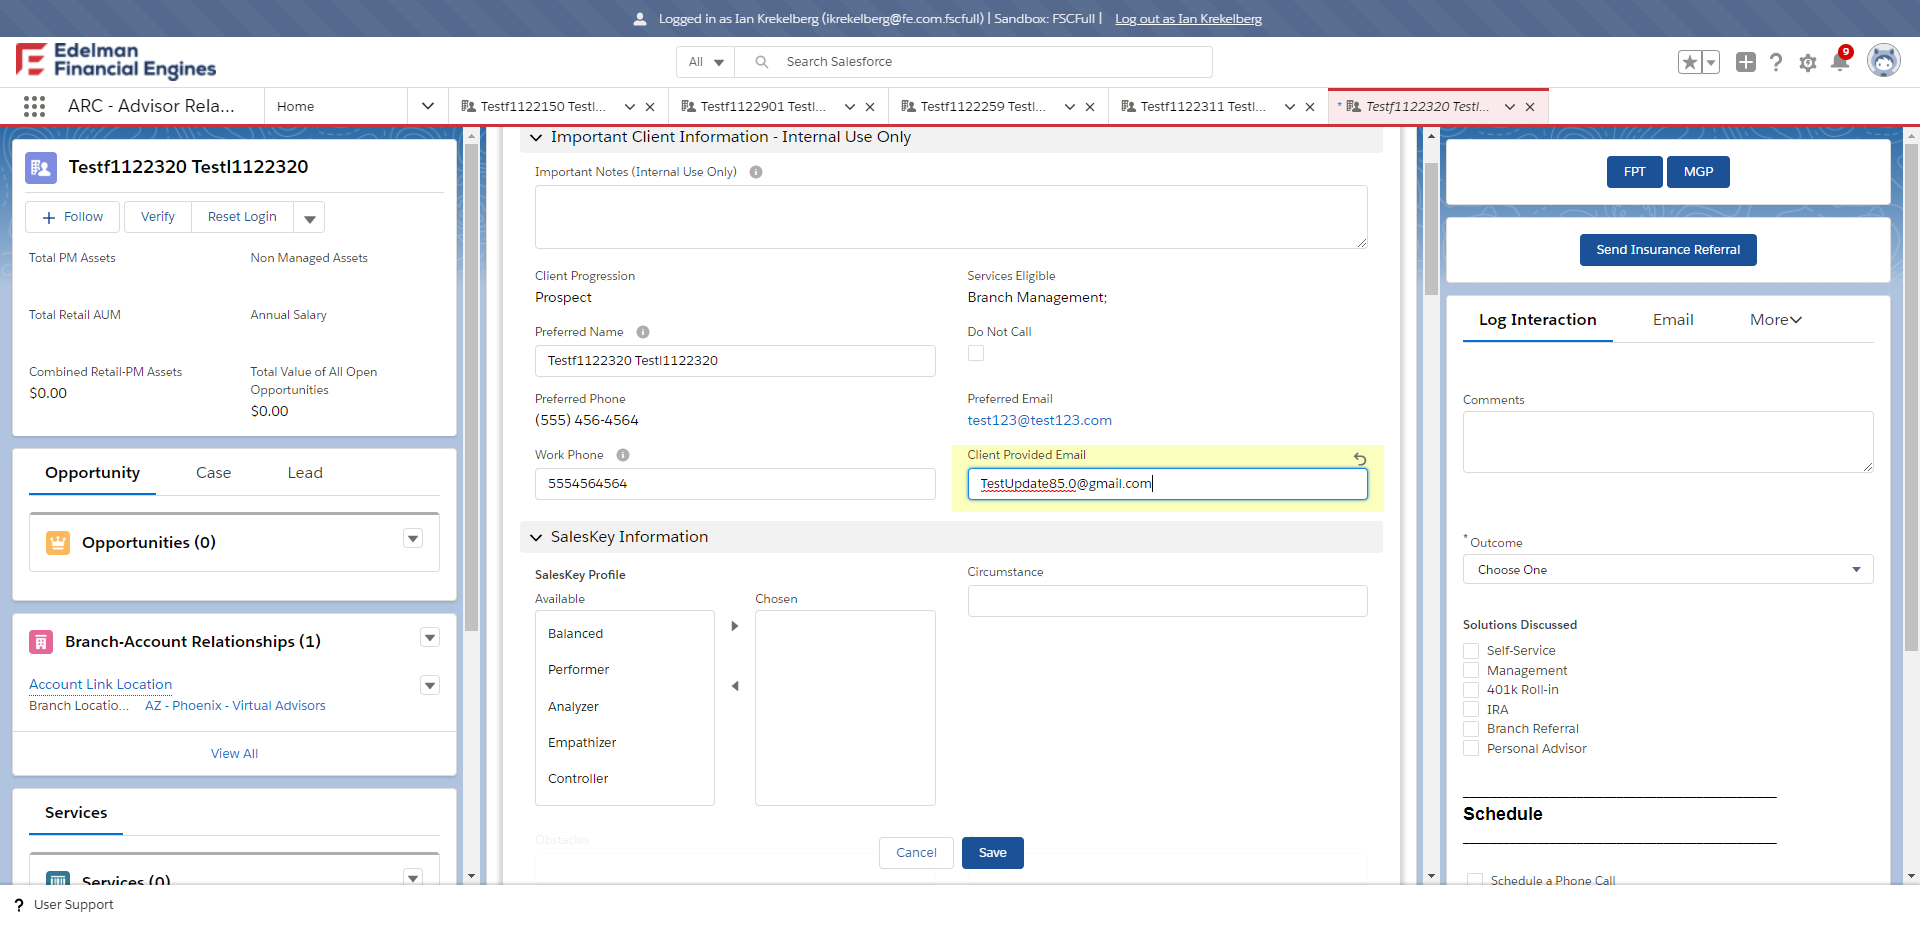 Logged in as Ian Krekelberg (ikrekelberg@fe.com.fscfull) | Sandbox: FSCFull | Log out as Ian Krekelberg
Edelman
Financial Engines
All
Search Salesforce
9
ARC - Advisor Rela...
Home
Testf1122150 Testl...
Testf1122901 Testl...
Testf1122259 Testl...
Testf1122311 Testl...
* Testf1122320 Testl...
Testf1122320 Testl1122320
Follow
Verify
Reset Login
Total PM Assets
Non Managed Assets
Total Retail AUM
Annual Salary
Combined Retail-PM Assets
$0.00
Total Value of All Open
Opportunities
$0.00
Opportunity
Case
Lead
Opportunities (0)
Branch-Account Relationships (1)
Account Link Location
Branch Locatio... AZ - Phoenix - Virtual Advisors
View All
Services
Services (0)
Important Client Information - Internal Use Only
Important Notes (Internal Use Only)
Client Progression
Prospect
Services Eligible
Branch Management;
Preferred Name
Testf1122320 Testl1122320
Do Not Call
Preferred Phone
(555) 456-4564
Preferred Email
test123@test123.com
Work Phone
5554564564
Client Provided Email
TestUpdate85.0@gmail.com
SalesKey Information
SalesKey Profile
Available
Chosen
Balanced
Performer
Analyzer
Empathizer
Controller
Circumstance
Obstacles
Cancel
Save
FPT
MGP
Send Insurance Referral
Log Interaction
Email
More
Comments
* Outcome
Choose One
Solutions Discussed
Self-Service
Management
401k Roll-in
IRA
Branch Referral
Personal Advisor
Schedule
Schedule a Phone Call
? User Support